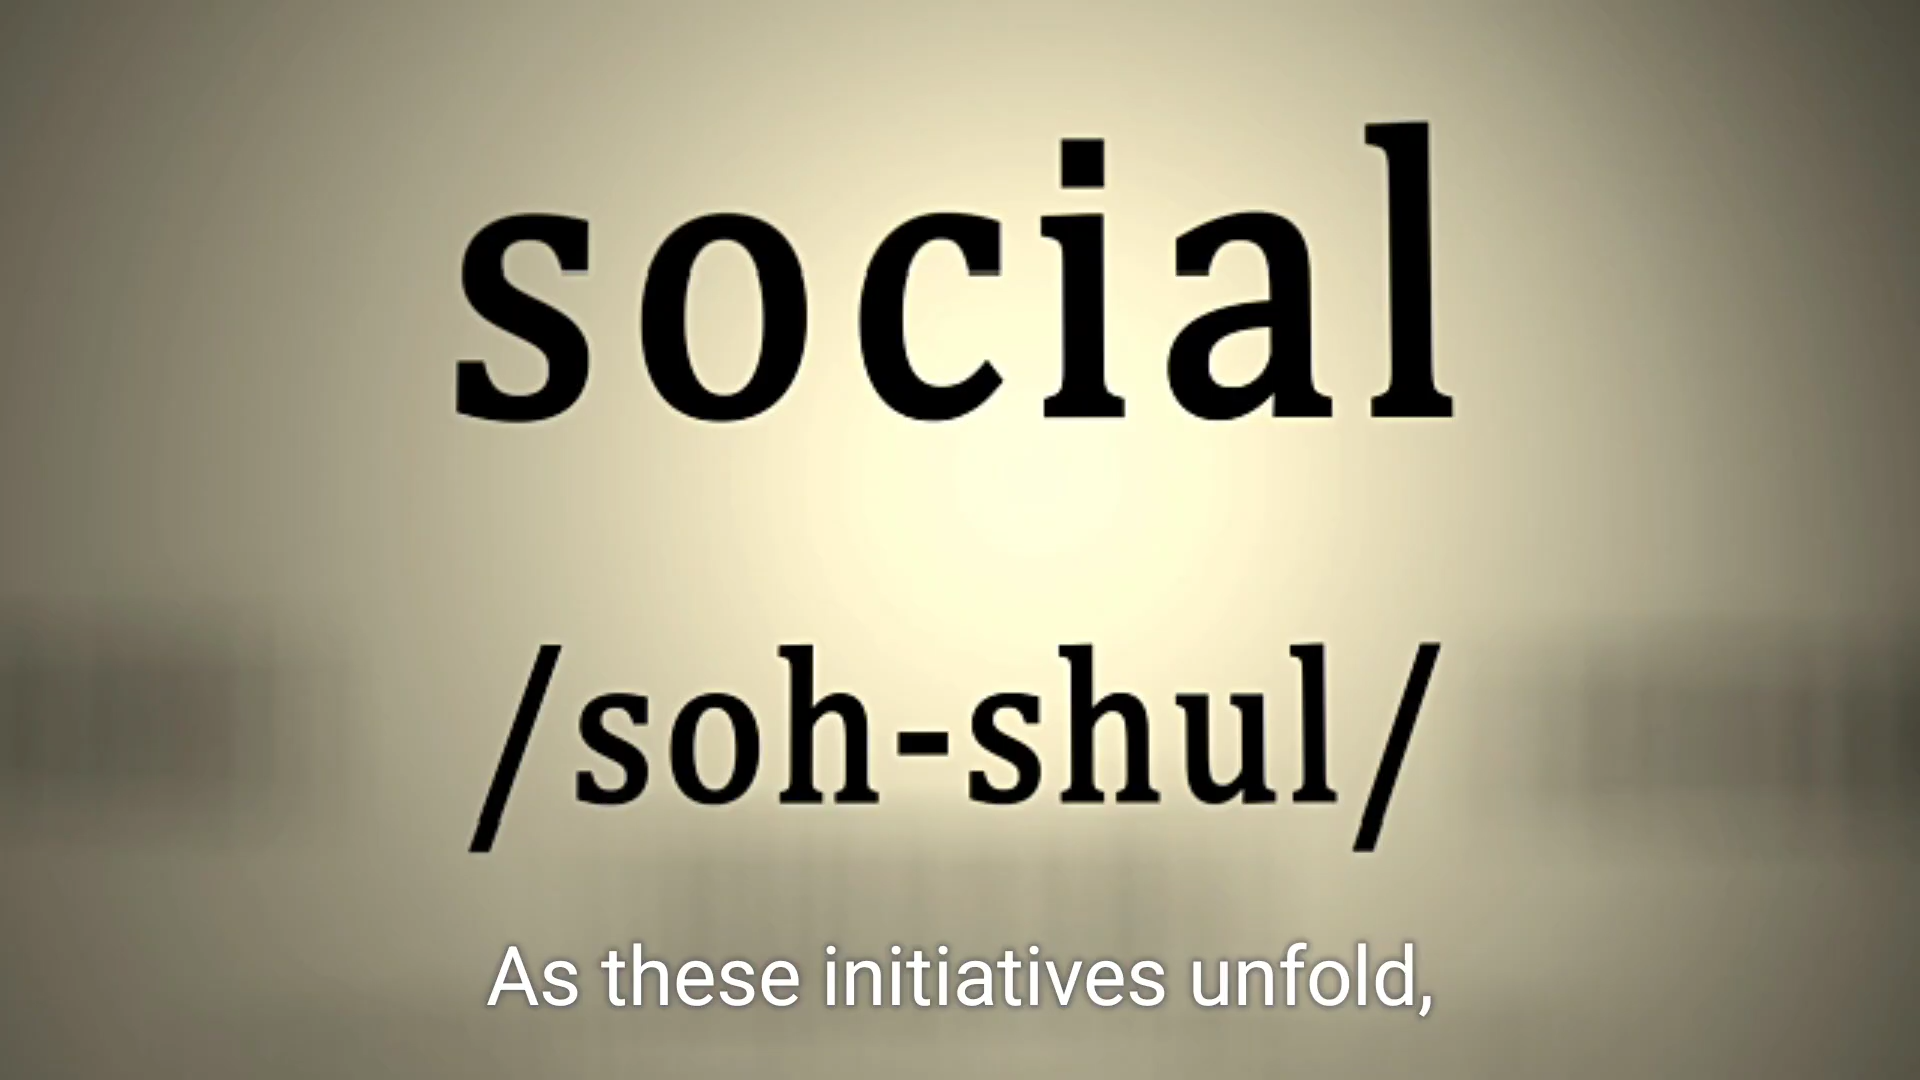 social
/soh-shul/
As these initiatives unfold,